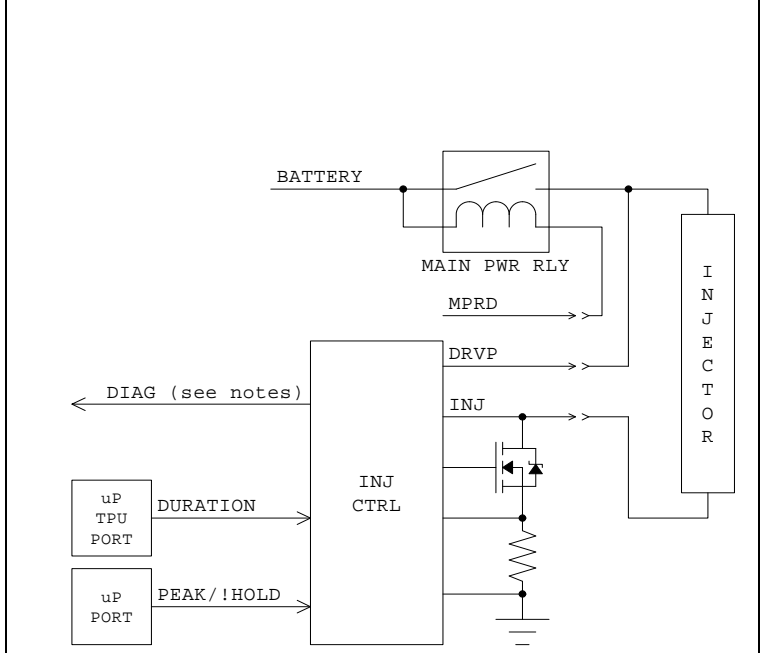 BATTERY
MAIN PWR RLY
MPRD
DRVP
DIAG (see notes)
INJ
I
N
J
E
C
T
O
R
INJ
CTRL
uP
TPU
PORT
DURATION
uP
PORT
PEAK/!HOLD